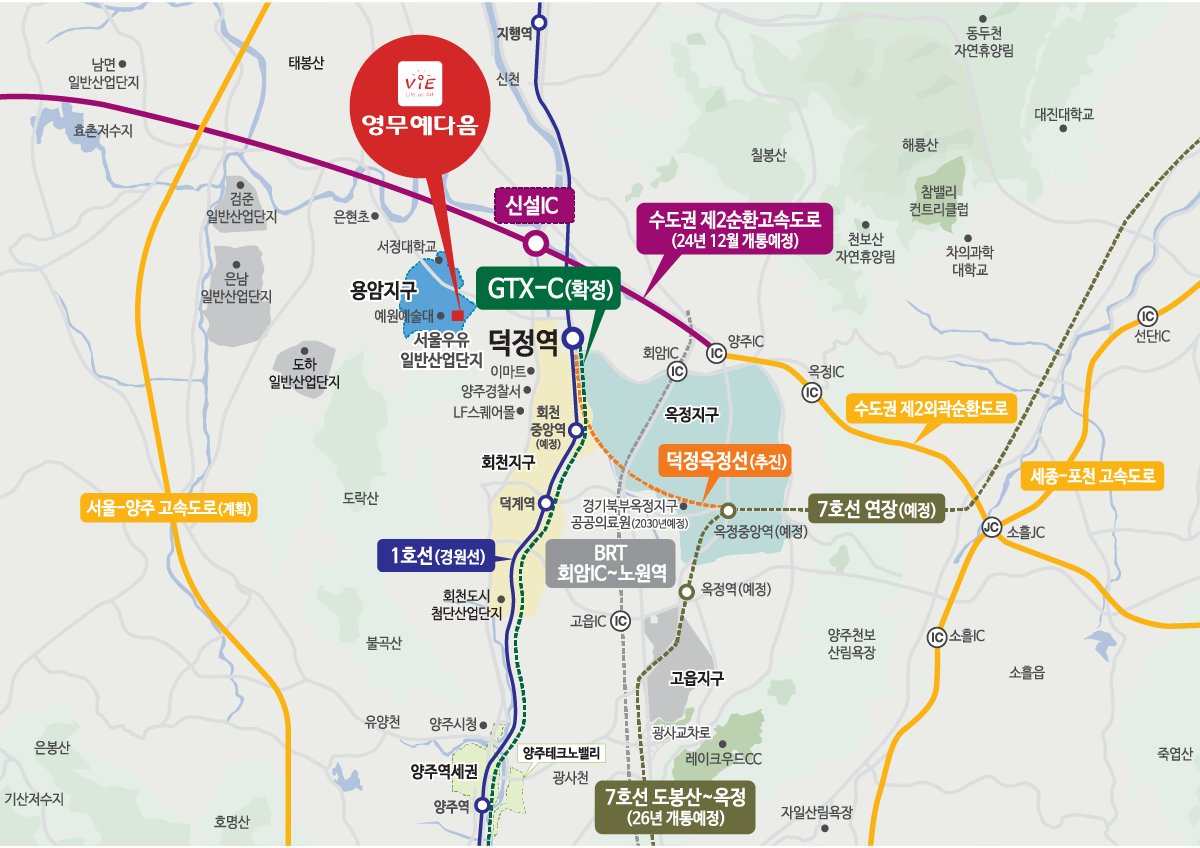 지행역
동두천
자연휴양림
남면
일반산업단지
태봉산
신천
ViE
Life as Art
영무예다음
효촌저수지
대진대학교
해룡산
칠봉산
검준
일반산업단지
은현초
신설IC
참밸리
컨트리클럽
수도권 제2순환고속도로
(24년 12월 개통예정)
서정대학교
천보산
자연휴양림
차의과학
대학교
은남
일반산업단지
용암지구
GTX-C(확정)
예원예술대
서울우유
일반산업단지
덕정역
IC
선단IC
회암IC
IC
양주IC
IC
도하
일반산업단지
이마트
양주경찰서
LF스퀘어몰
옥정IC
IC
회천
중앙역
(예정)
옥정지구
수도권 제2외곽순환도로
회천지구
덕정옥정선(추진)
세종-포천 고속도로
도락산
덕계역
서울-양주 고속도로(계획)
경기북부옥정지구
공공의료원(2030년예정)
7호선 연장(예정)
옥정중앙역(예정)
JC
소흘JC
1호선(경원선)
BRT
회암IC~노원역
옥정역(예정)
회천도시
첨단산업단지
고읍IC
IC
불곡산
양주천보
산림욕장
IC
소흘IC
소흘읍
고읍지구
유양천
양주시청
광사교차로
은봉산
양주테크노밸리
레이크우드CC
죽엽산
양주역세권
광사천
기산저수지
양주역
7호선 도봉산~옥정
(26년 개통예정)
호명산
자일산림욕장